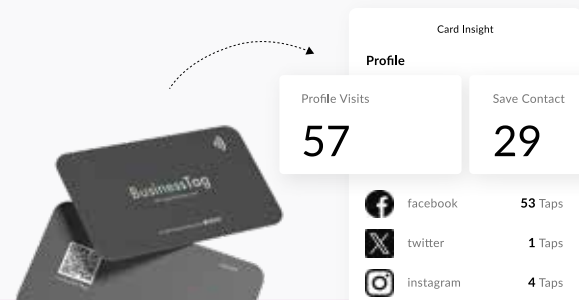 Card Insight
Profile
Profile Visits
Save Contact
57
29
BusinessTag
facebook
53 Taps
twitter
1 Taps
instagram
4 Taps